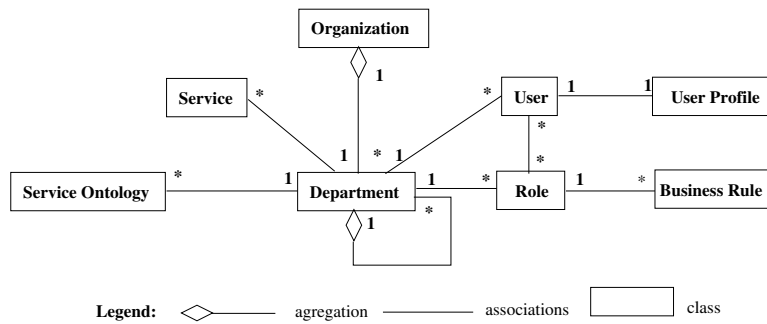 Organization
1
Service
*
*
User
1
1
User Profile
*
1
*
1
*
Service Ontology
*
1
Department
1
*
Role
1
*
Business Rule
1
*
Legend:
agregation
associations
class